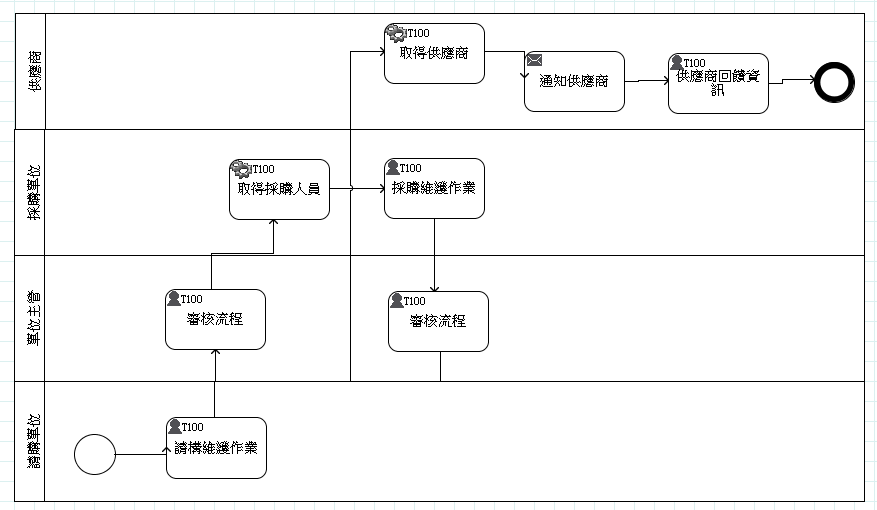 供應商
T100
取得供應商
通知供應商
T100
供應商回饋資
訊
採購單位
T100
取得採購人員
T100
採購維護作業
單位主管
T100
審核流程
T100
審核流程
請購單位
T100
請構維護作業